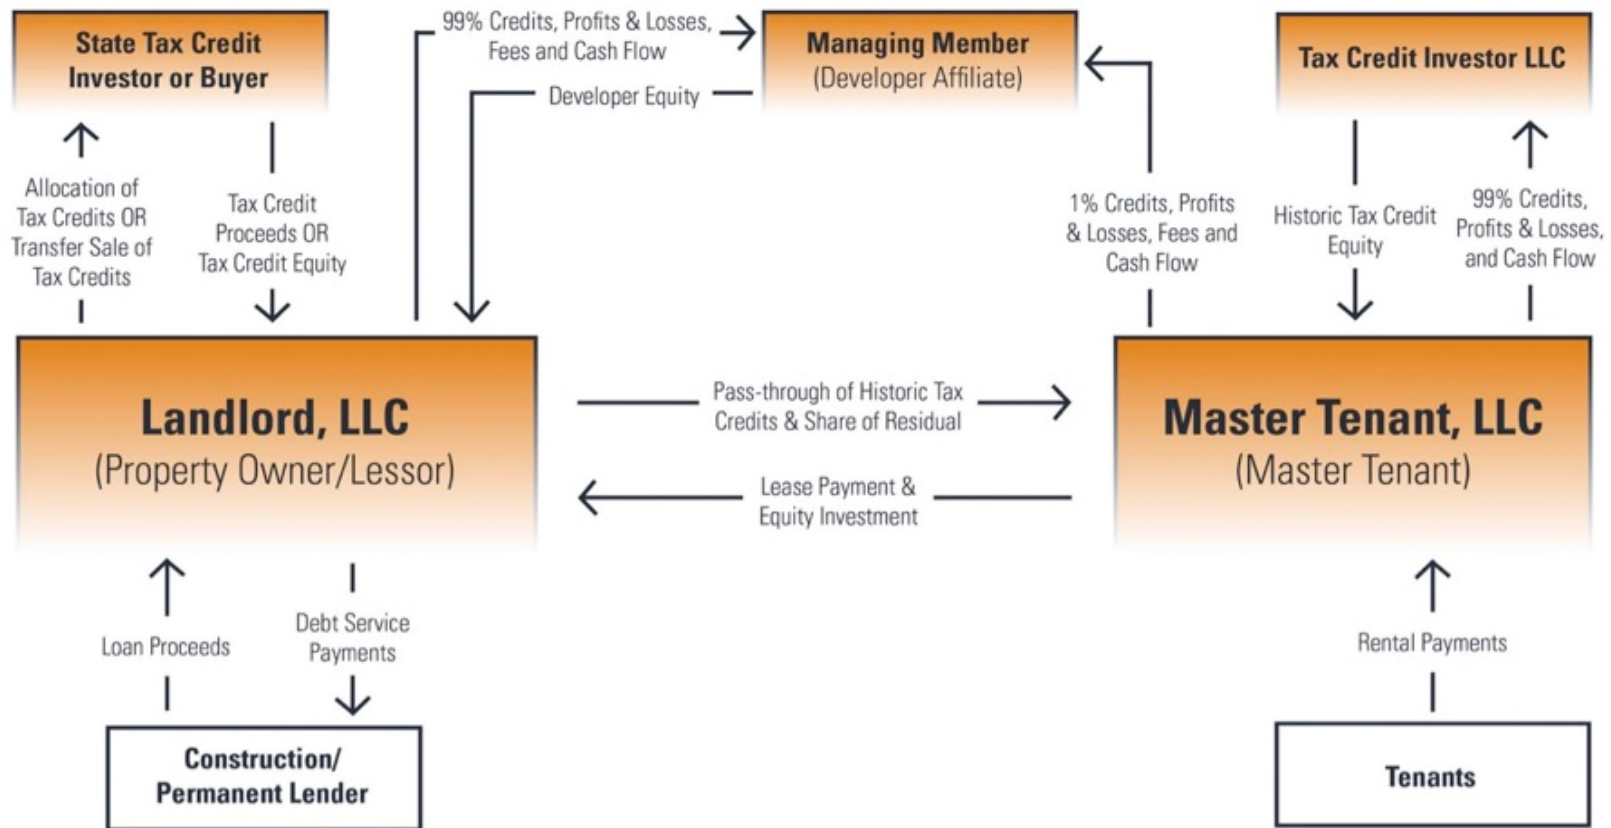 State Tax Credit
Investor or Buyer
99% Credits, Profits & Losses,
Fees and Cash Flow
Developer Equity
Managing Member
(Developer Affiliate)
Tax Credit Investor LLC
Allocation of
Tax Credits OR
Transfer Sale of
Tax Credits
Tax Credit
Proceeds OR
Tax Credit Equity
1% Credits, Profits
& Losses, Fees and
Cash Flow
Historic Tax Credit
Equity
99% Credits,
Profits & Losses,
and Cash Flow
Landlord, LLC
(Property Owner/Lessor)
Pass-through of Historic Tax
Credits & Share of Residual
Lease Payment &
Equity Investment
Master Tenant, LLC
(Master Tenant)
Loan Proceeds
Debt Service
Payments
Rental Payments
Construction/
Permanent Lender
Tenants